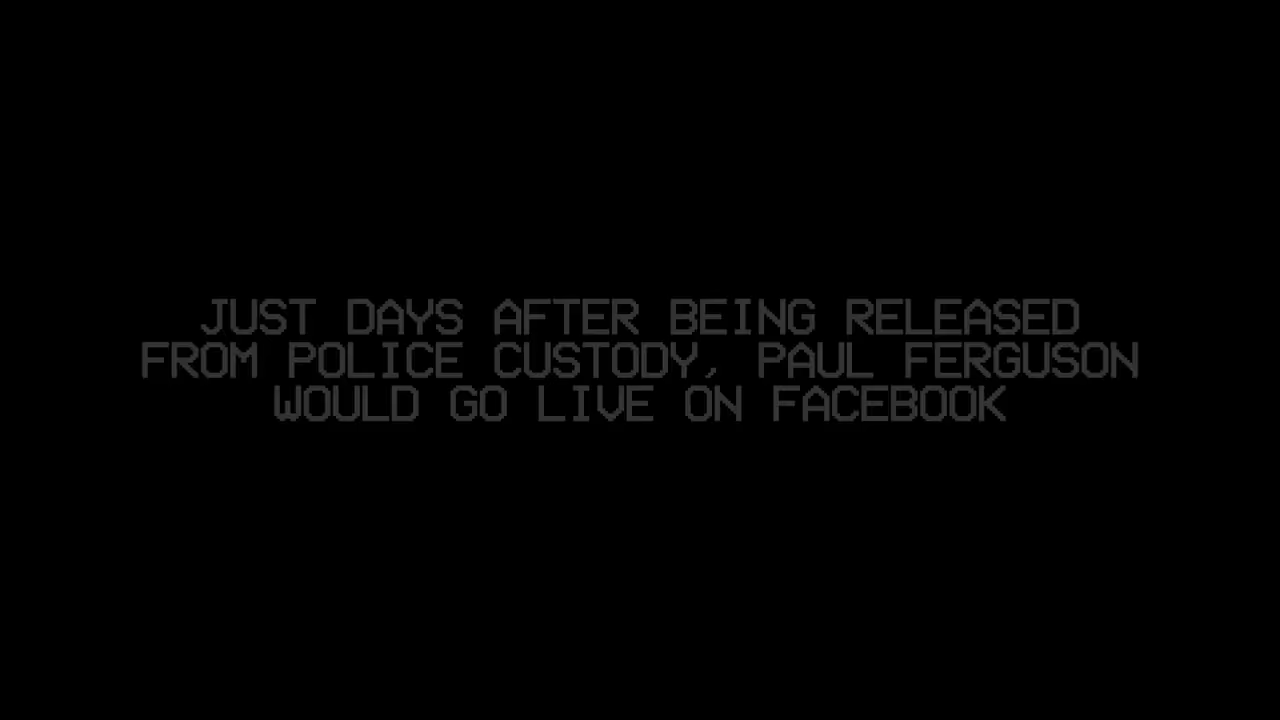 JUST DAYS AFTER BEING RELEASED
FROM POLICE CUSTODY, PAUL FERGUSON
WOULD GO LIVE ON FACEBOOK